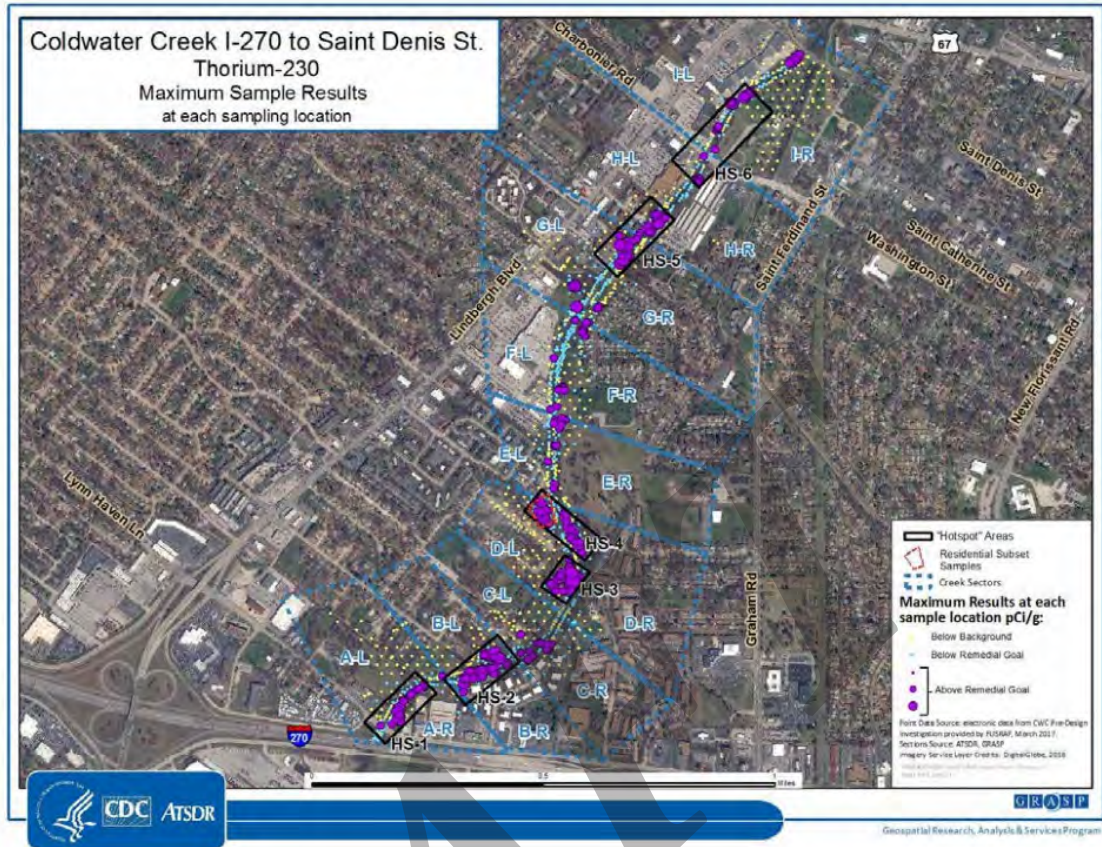 Coldwater Creek I-270 to Saint Denis St.
Thorium-230
Maximum Sample Results
at each sampling location
Charbonier Rd
67
I-L
I-R
H-L
HS-6
Saint Denis St
Saint Ferdinand St
Saint Catherine St
Washington St
G-L
H-R
HS-5
Lindbergh Blvd
G-R
F-L
New Florissant Rd
F-R
E-L
E-R
Lynn Haven Ln
D-L
HS-4
HS-3
C-L
D-R
Graham Rd
B-L
A-L
HS-2
C-R
A-R
B-R
HS-1
270
"Hotspot" Areas
Residential Subset
Samples
Creek Sectors
Maximum Results at each
sample location pCi/g:
Below Background
Below Remedial Goal
Above Remedial Goal
Point Data Source: electronic data from CWC Pre-Design
Investigation provided by FUSRAP, March 2017.
Sections Source: ATSDR, GRASP
Imagery Service Layer Credits: DigitalGlobe, 2016
0 0.5 1
Miles
CDC ATSDR
GRASP
Geospatial Research, Analysis & Services Program